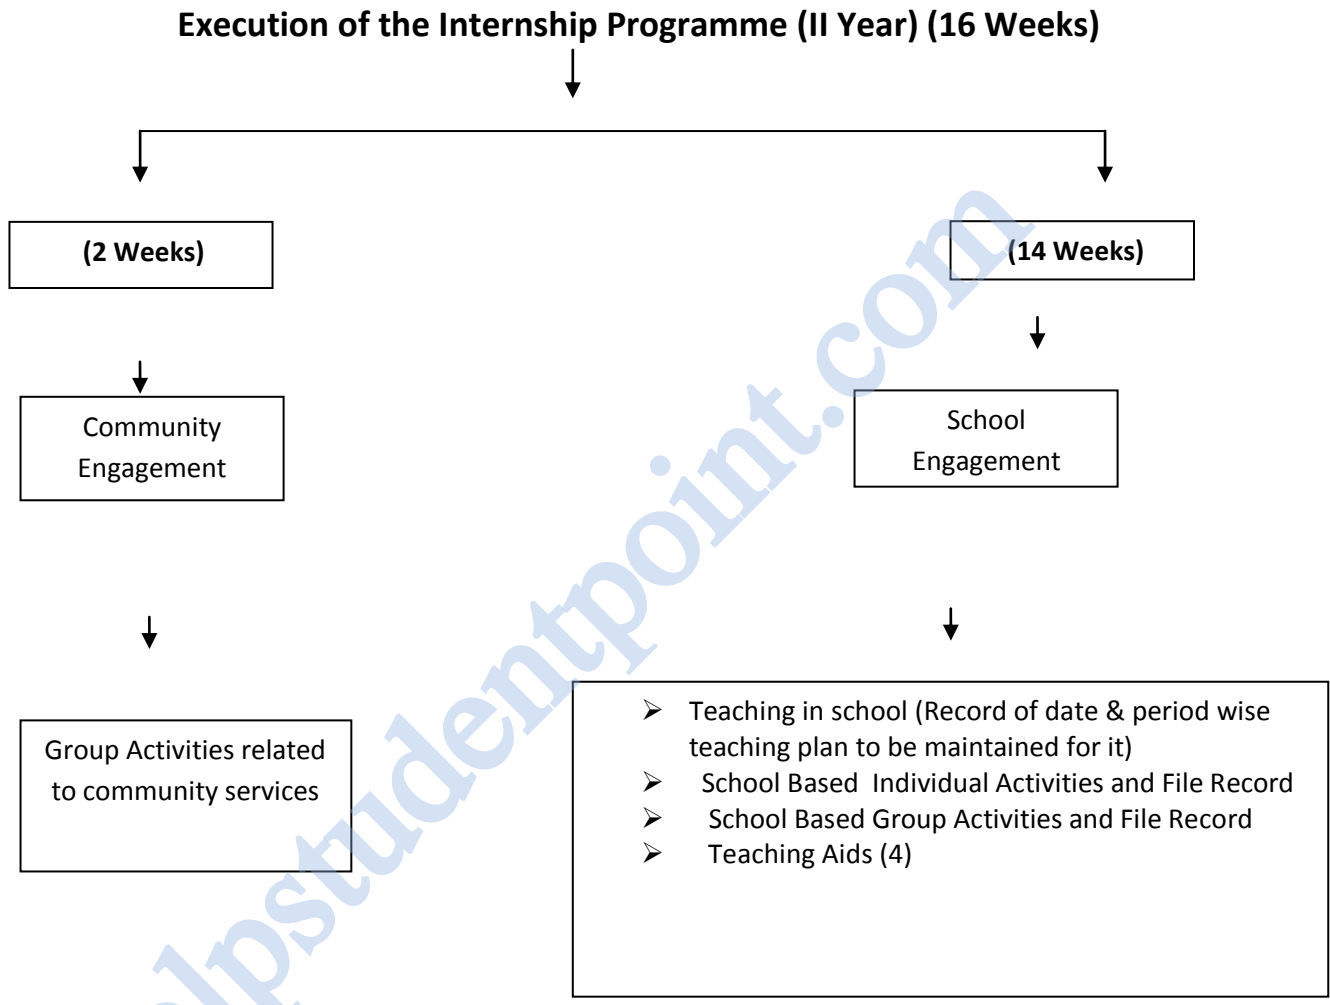 Execution of the Internship Programme (II Year) (16 Weeks)
(2 Weeks)
(14 Weeks)
Community
Engagement
School
Engagement
Group Activities related
to community services
➢ Teaching in school (Record of date & period wise
teaching plan to be maintained for it)
➢ School Based Individual Activities and File Record
➢ School Based Group Activities and File Record
➢ Teaching Aids (4)
lpstudentpoint.com